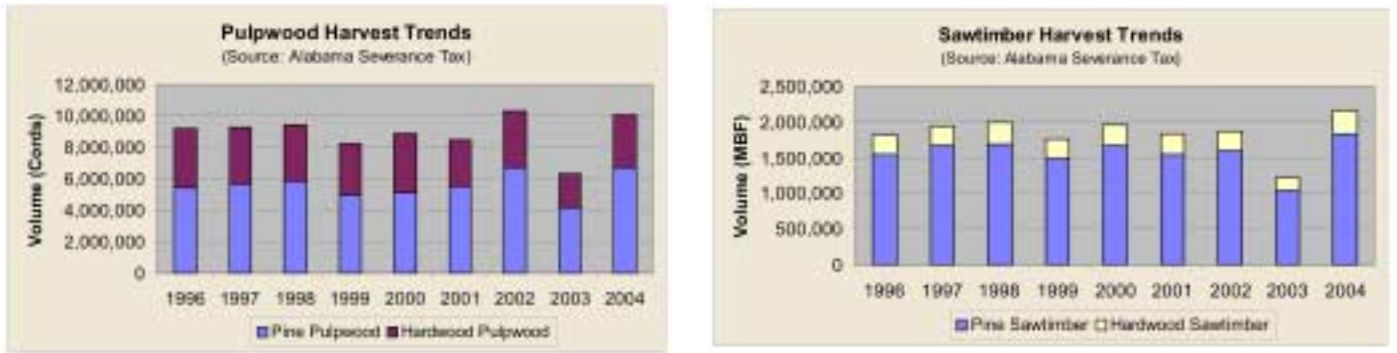 Pulpwood Harvest Trends
(Source: Alabama Severance Tax)
Volume (Cords)
12,000,000
10,000,000
8,000,000
6,000,000
4,000,000
2,000,000
0
1996 1997 1998 1999 2000 2001 2002 2003 2004
Pine Pulpwood Hardwood Pulpwood
Sawtimber Harvest Trends
(Source: Alabama Severance Tax)
Volume (MBF)
2,500,000
2,000,000
1,500,000
1,000,000
500,000
0
1996 1997 1998 1999 2000 2001 2002 2003 2004
Pine Sawtimber Hardwood Sawtimber